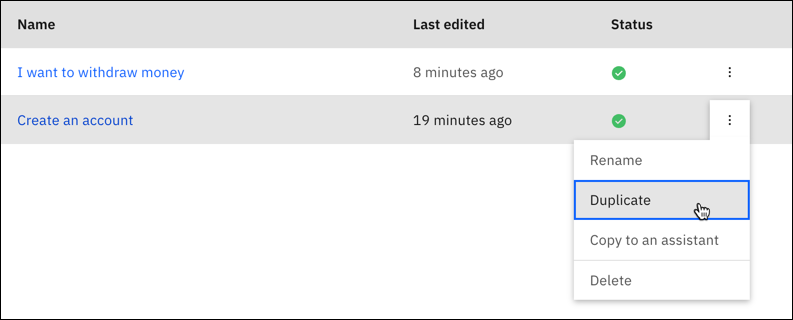 Name Last edited Status
I want to withdraw money 8 minutes ago
Create an account 19 minutes ago
Rename
Duplicate
Copy to an assistant
Delete